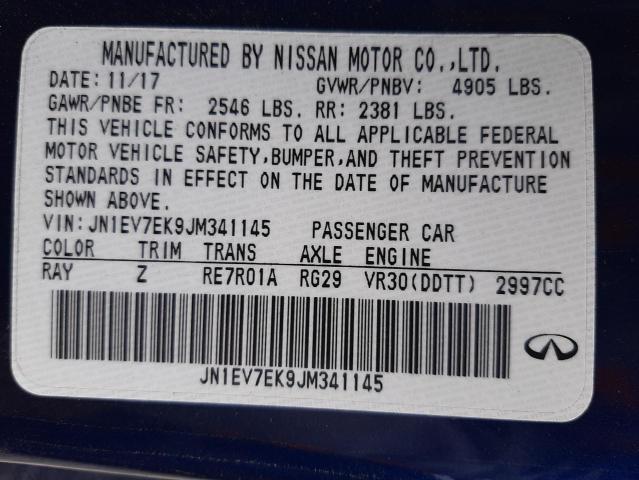 MANUFACTURED BY NISSAN MOTOR CO.,LTD.
DATE: 11/17 GVWR/PNBV: 4905 LBS.
GAWR/PNBE FR: 2546 LBS. RR: 2381 LBS.
THIS VEHICLE CONFORMS TO ALL APPLICABLE FEDERAL
MOTOR VEHICLE SAFETY,BUMPER,AND THEFT PREVENTION
STANDARDS IN EFFECT ON THE DATE OF MANUFACTURE
SHOWN ABOVE.
VIN:JN1EV7EK9JM341145 PASSENGER CAR
COLOR TRIM TRANS AXLE ENGINE
RAY Z RE7R01A RG29 VR30(DDTT) 2997CC
JN1EV7EK9JM341145